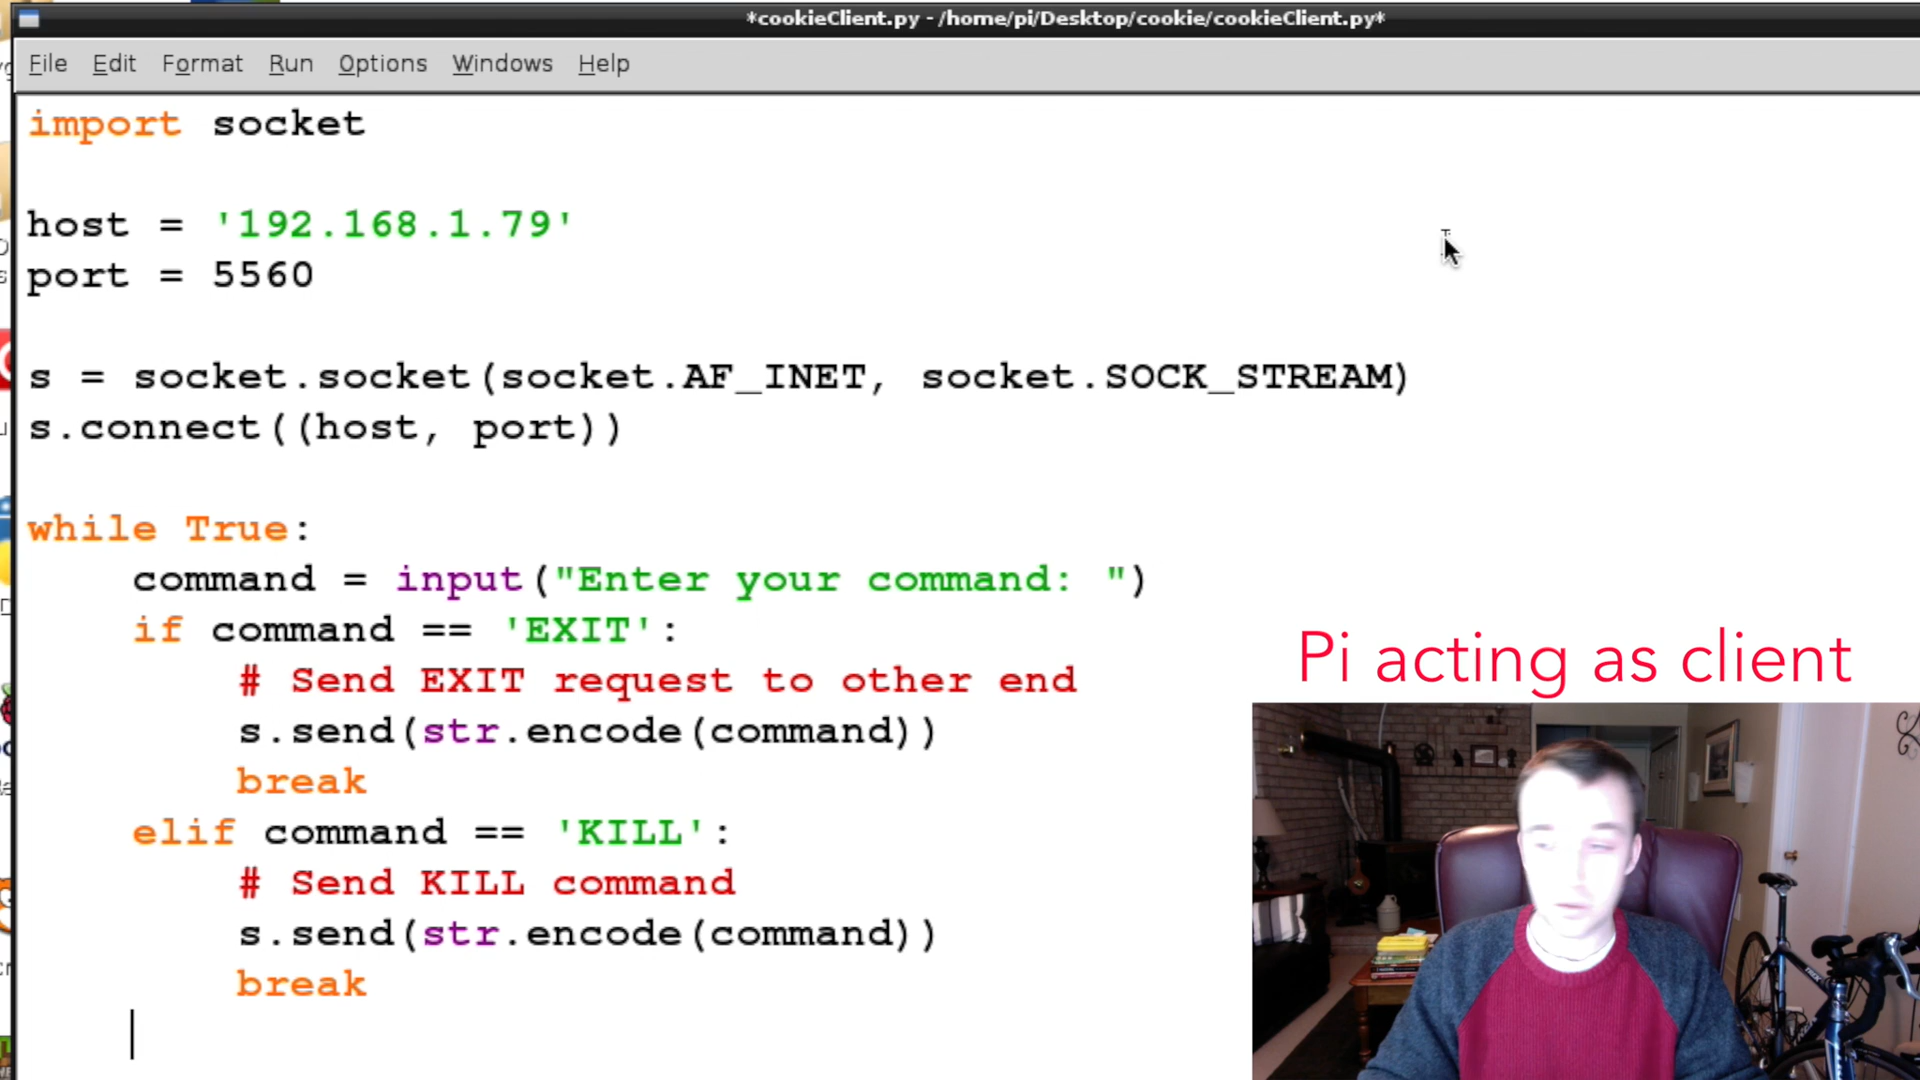 *cookieClient.py - /home/pi/Desktop/cookie/cookieClient.py*
File Edit Format Run Options Windows Help
import socket
host = '192.168.1.79'
port = 5560
s = socket.socket(socket.AF_INET, socket.SOCK_STREAM)
s.connect((host, port))
while True:
    command = input("Enter your command: ")
    if command == 'EXIT':
        # Send EXIT request to other end
        s.send(str.encode(command))
        break
    elif command == 'KILL':
        # Send KILL command
        s.send(str.encode(command))
        break
Pi acting as client